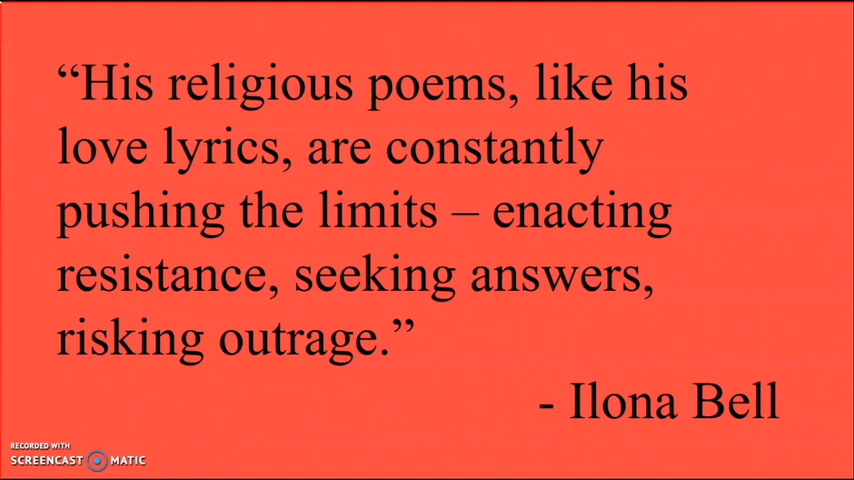 “His religious poems, like his
love lyrics, are constantly
pushing the limits – enacting
resistance, seeking answers,
risking outrage.”
- Ilona Bell
RECORDED WITH
SCREENCAST MATIC